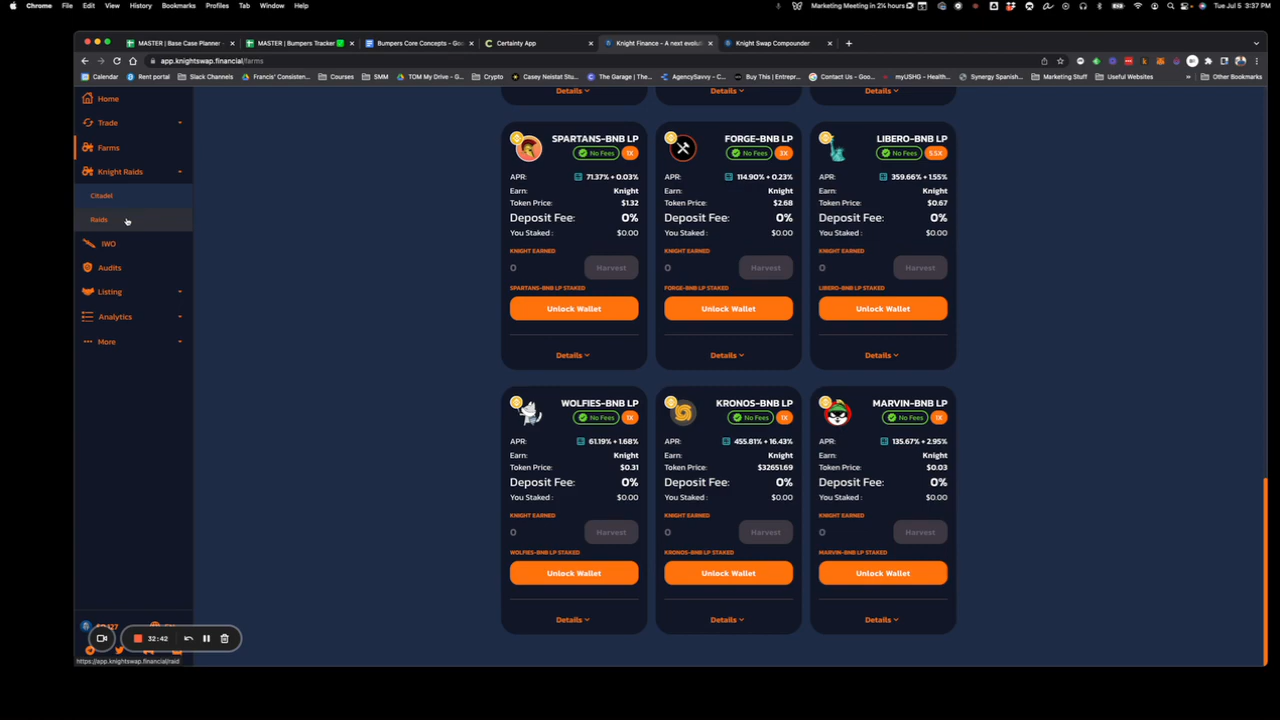 Chrome File Edit View History Bookmarks Profiles Tab Window Help Marketing Meeting in 2¼ hours Tue Jul 5 3:37 PM
MASTER | Base Case Planner - MASTER | Bumpers Tracker Bumpers Core Concepts - Goo Certainty App Knight Finance - A next evolut Knight Swap Compounder
app.knightswap.financial/farms
Calendar Rent portal Slack Channels Francis' Consisten... Courses SMM TOM My Drive - G... Crypto Casey Neistat Stu... The Garage | The... AgencySavvy - C... Buy This | Entrepr... Contact Us - Goo... myUSHG - Health... Synergy Spanish... Marketing Stuff Useful Websites Other Bookmarks
Home
Trade
Farms
Knight Raids
Citadel
Raids
IWO
Audits
Listing
Analytics
More
32:42
https://app.knightswap.financial/raid
Details Details Details
SPARTANS-BNB LP
No Fees 1X
APR: 71.37% + 0.03%
Earn: Knight
Token Price: $1.32
Deposit Fee: 0%
You Staked : $0.00
KNIGHT EARNED
0 Harvest
SPARTANS-BNB LP STAKED
Unlock Wallet
Details
FORGE-BNB LP
No Fees 3X
APR: 114.90% + 0.23%
Earn: Knight
Token Price: $2.68
Deposit Fee: 0%
You Staked : $0.00
KNIGHT EARNED
0 Harvest
FORGE-BNB LP STAKED
Unlock Wallet
Details
LIBERO-BNB LP
No Fees
APR: 359.66% + 1.55%
Earn: Knight
Token Price: $0.67
Deposit Fee: 0%
You Staked : $0.00
KNIGHT EARNED
0 Harvest
LIBERO-BNB LP STAKED
Unlock Wallet
Details
WOLFIES-BNB LP
No Fees 1X
APR: 61.19% + 1.68%
Earn: Knight
Token Price: $0.31
Deposit Fee: 0%
You Staked : $0.00
KNIGHT EARNED
0 Harvest
WOLFIES-BNB LP STAKED
Unlock Wallet
Details
KRONOS-BNB LP
No Fees 1X
APR: 455.81% + 16.43%
Earn: Knight
Token Price: $32651.69
Deposit Fee: 0%
You Staked : $0.00
KNIGHT EARNED
0 Harvest
KRONOS-BNB LP STAKED
Unlock Wallet
Details
MARVIN-BNB LP
No Fees 1X
APR: 135.67% + 2.95%
Earn: Knight
Token Price: $0.03
Deposit Fee: 0%
You Staked : $0.00
KNIGHT EARNED
0 Harvest
MARVIN-BNB LP STAKED
Unlock Wallet
Details